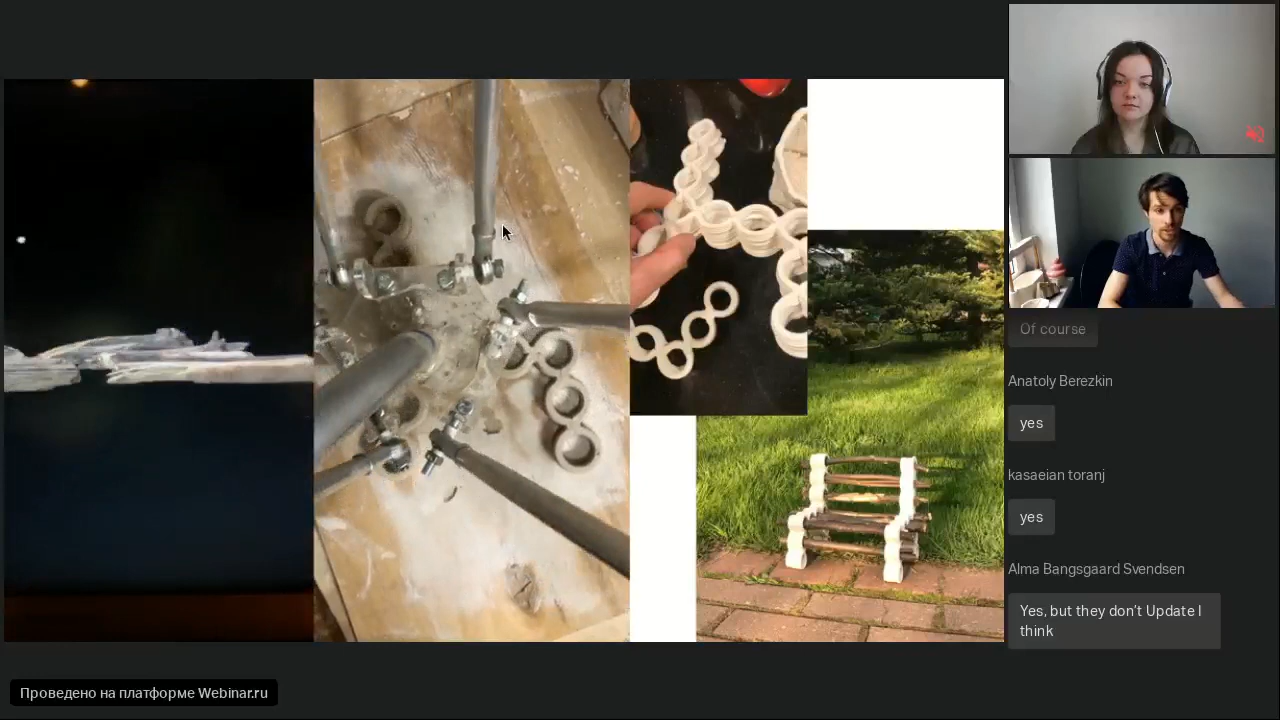 Of course
Anatoly Berezkin
yes
kasaeian toranj
yes
Alma Bangsgaard Svendsen
Yes, but they don't Update I
think
Проведено на платформе Webinar.ru